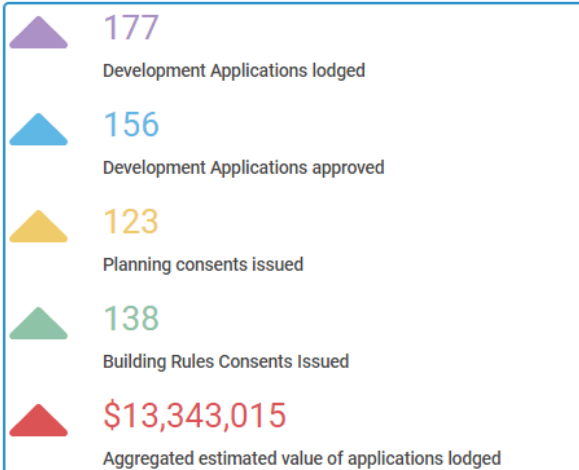 177
Development Applications lodged
156
Development Applications approved
123
Planning consents issued
138
Building Rules Consents Issued
$13,343,015
Aggregated estimated value of applications lodged